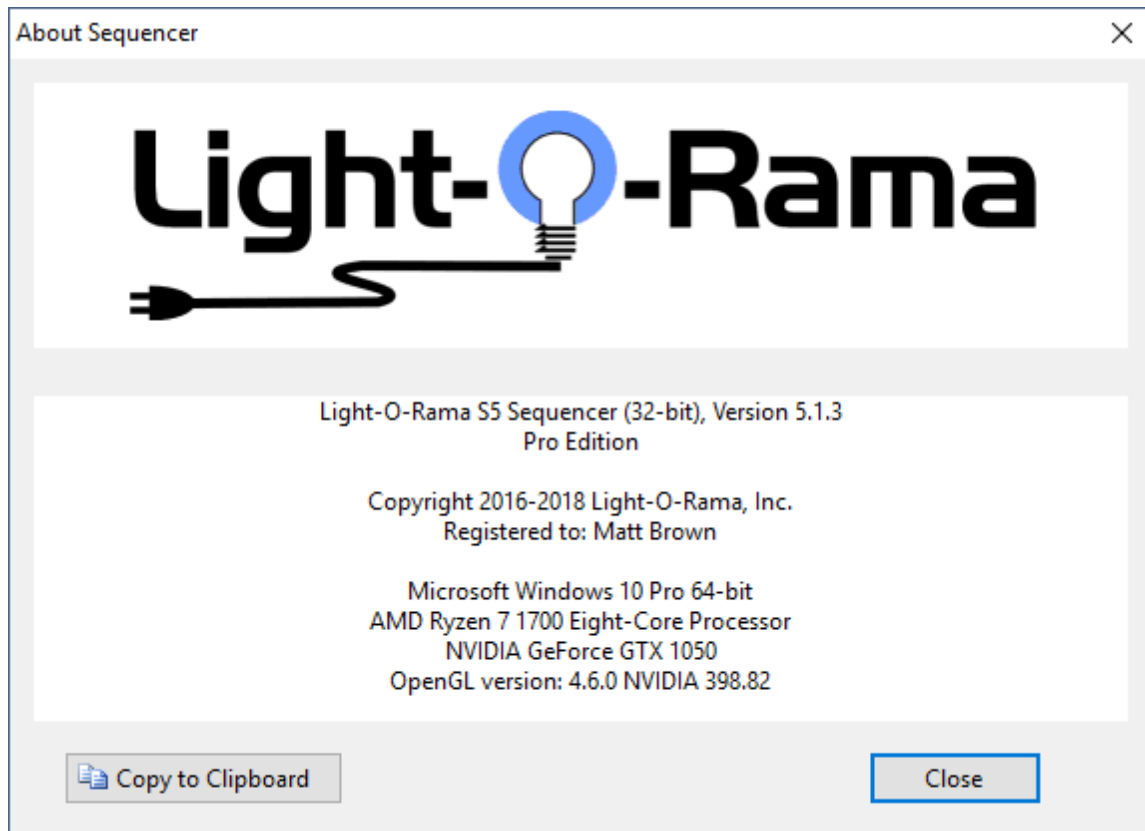 About Sequencer
Light-O-Rama
Light-O-Rama S5 Sequencer (32-bit), Version 5.1.3
Pro Edition
Copyright 2016-2018 Light-O-Rama, Inc.
Registered to: Matt Brown
Microsoft Windows 10 Pro 64-bit
AMD Ryzen 7 1700 Eight-Core Processor
NVIDIA GeForce GTX 1050
OpenGL version: 4.6.0 NVIDIA 398.82
Copy to Clipboard
Close